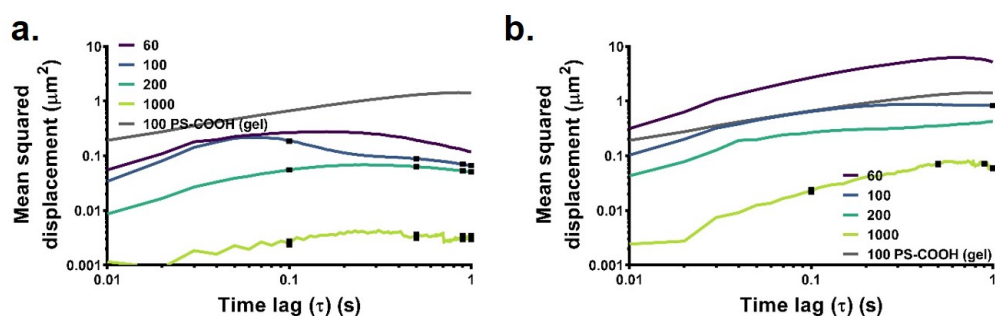 a.
60
100
200
1000
100 PS-COOH (gel)
Mean squared
displacement (μm²)
10
1
0.1
0.01
0.001
0.01
0.1
1
Time lag (τ) (s)
b.
Mean squared
displacement (μm²)
10
1
0.1
0.01
0.001
60
100
200
1000
100 PS-COOH (gel)
0.01
0.1
1
Time lag (τ) (s)